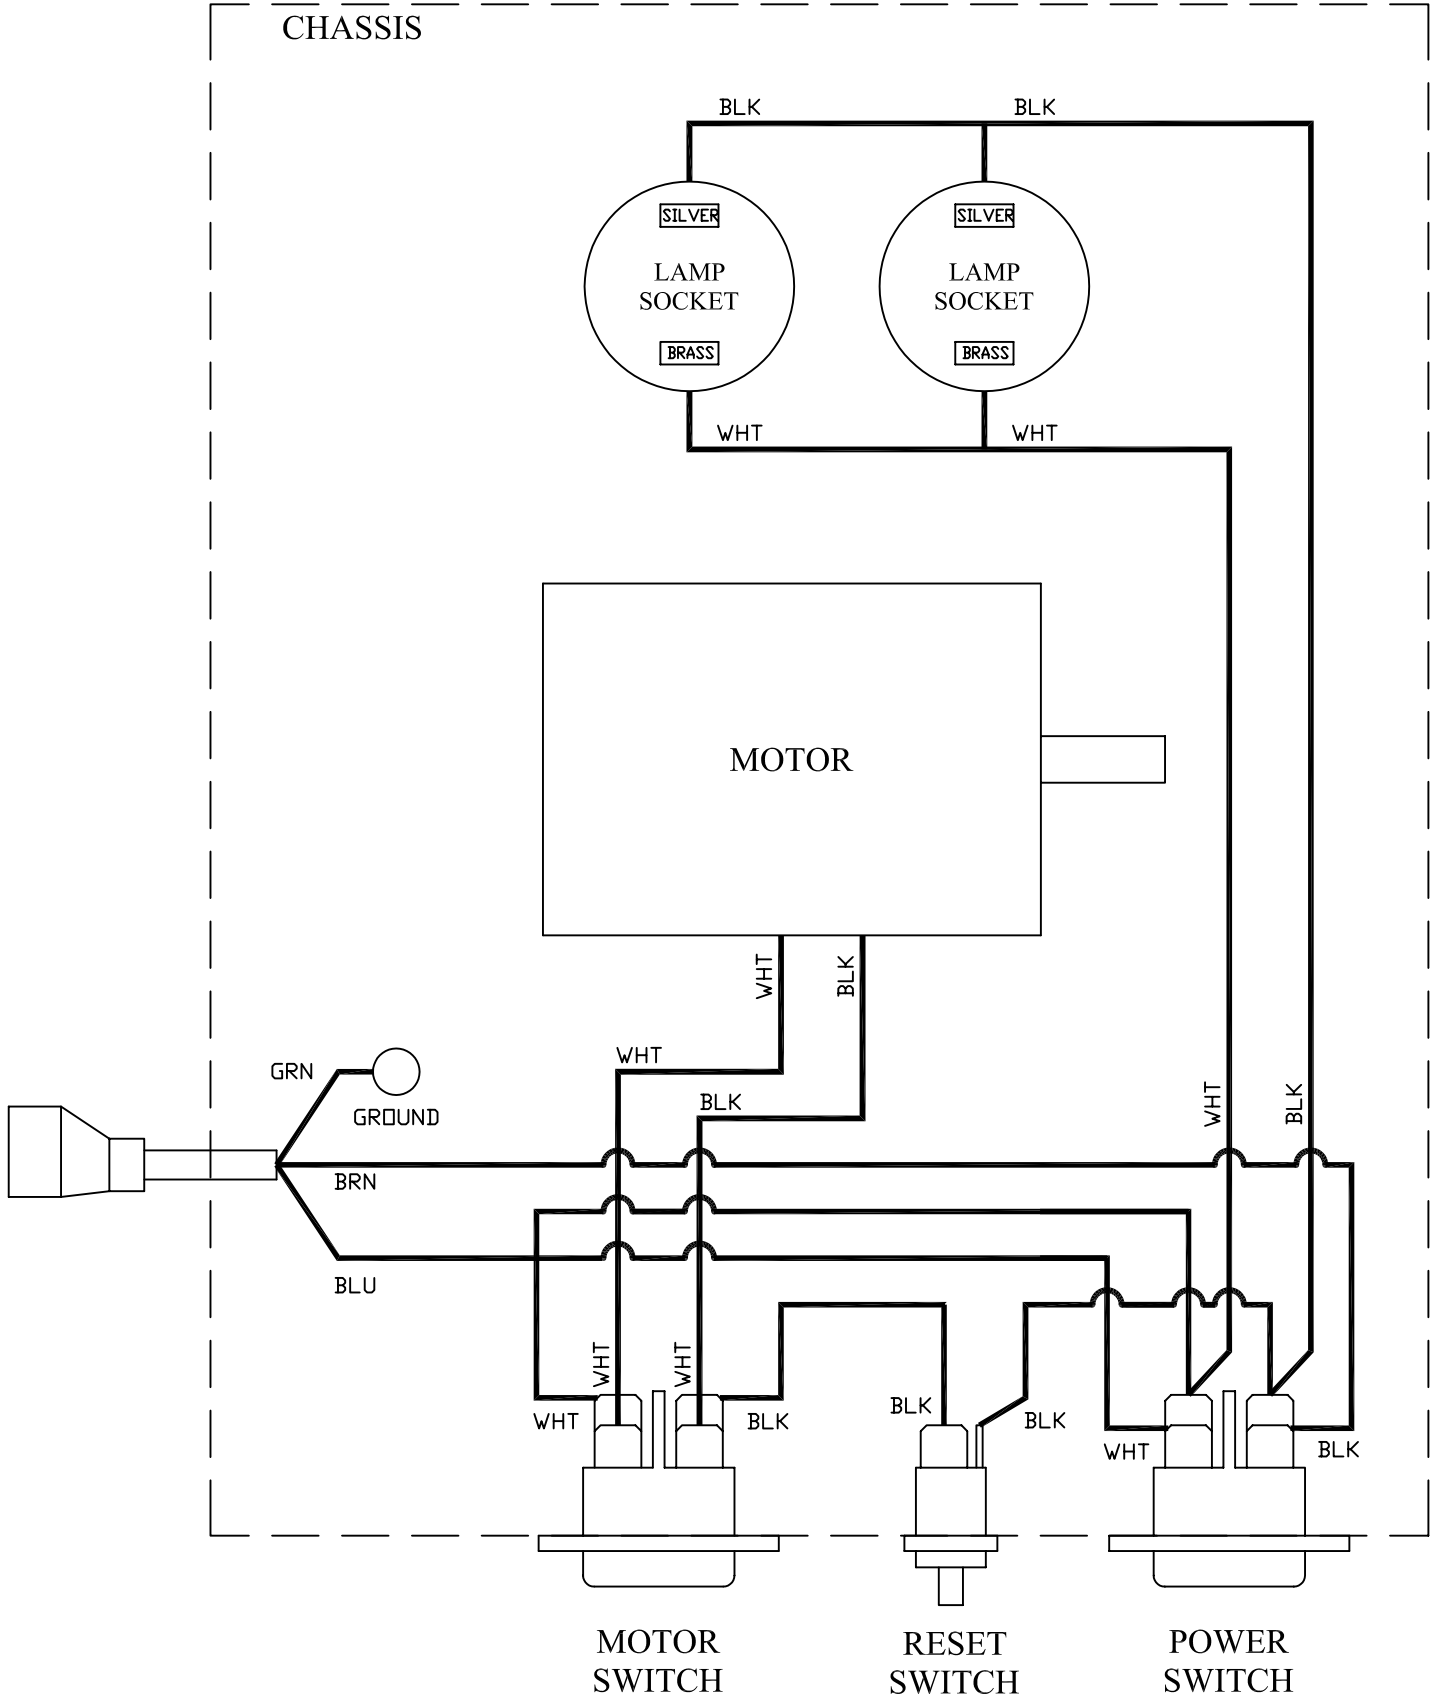 CHASSIS
BLK
BLK
SILVER
SILVER
LAMP
SOCKET
LAMP
SOCKET
BRASS
BRASS
WHT
WHT
MOTOR
WHT
BLK
WHT
GRN
BLK
WHT
BLK
GROUND
BRN
BLU
WHT
WHT
WHT
BLK
BLK
BLK
WHT
BLK
MOTOR
SWITCH
RESET
SWITCH
POWER
SWITCH